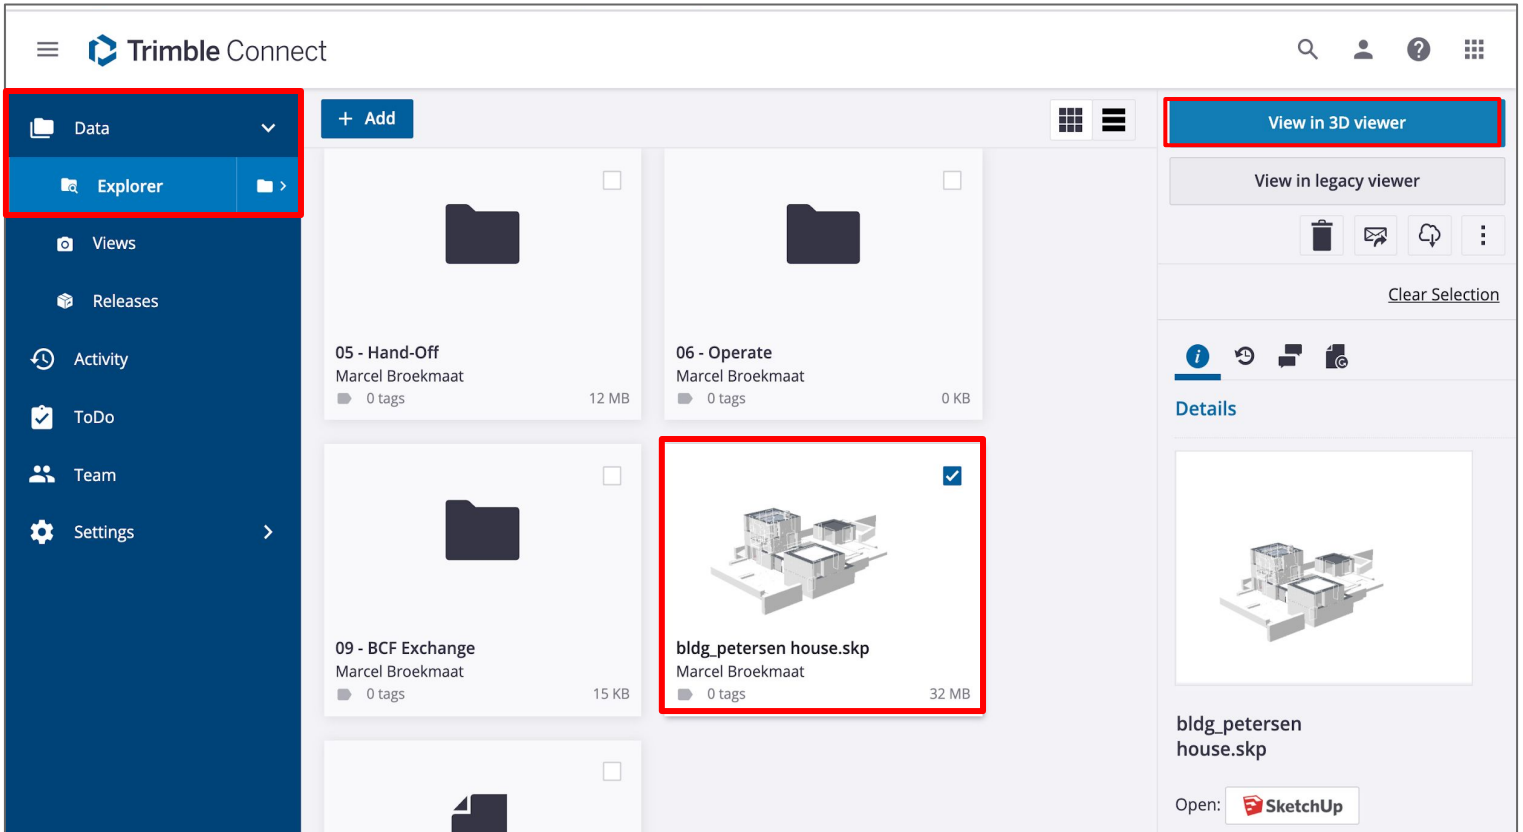 Trimble Connect
Data
Explorer
Views
Releases
Activity
ToDo
Team
Settings
+ Add
05 - Hand-Off
Marcel Broekmaat
0 tags
12 MB
06 - Operate
Marcel Broekmaat
0 tags
0 KB
09 - BCF Exchange
Marcel Broekmaat
0 tags
15 KB
bldg_petersen house.skp
Marcel Broekmaat
0 tags
32 MB
View in 3D viewer
View in legacy viewer
Clear Selection
Details
bldg_petersen
house.skp
Open: SketchUp